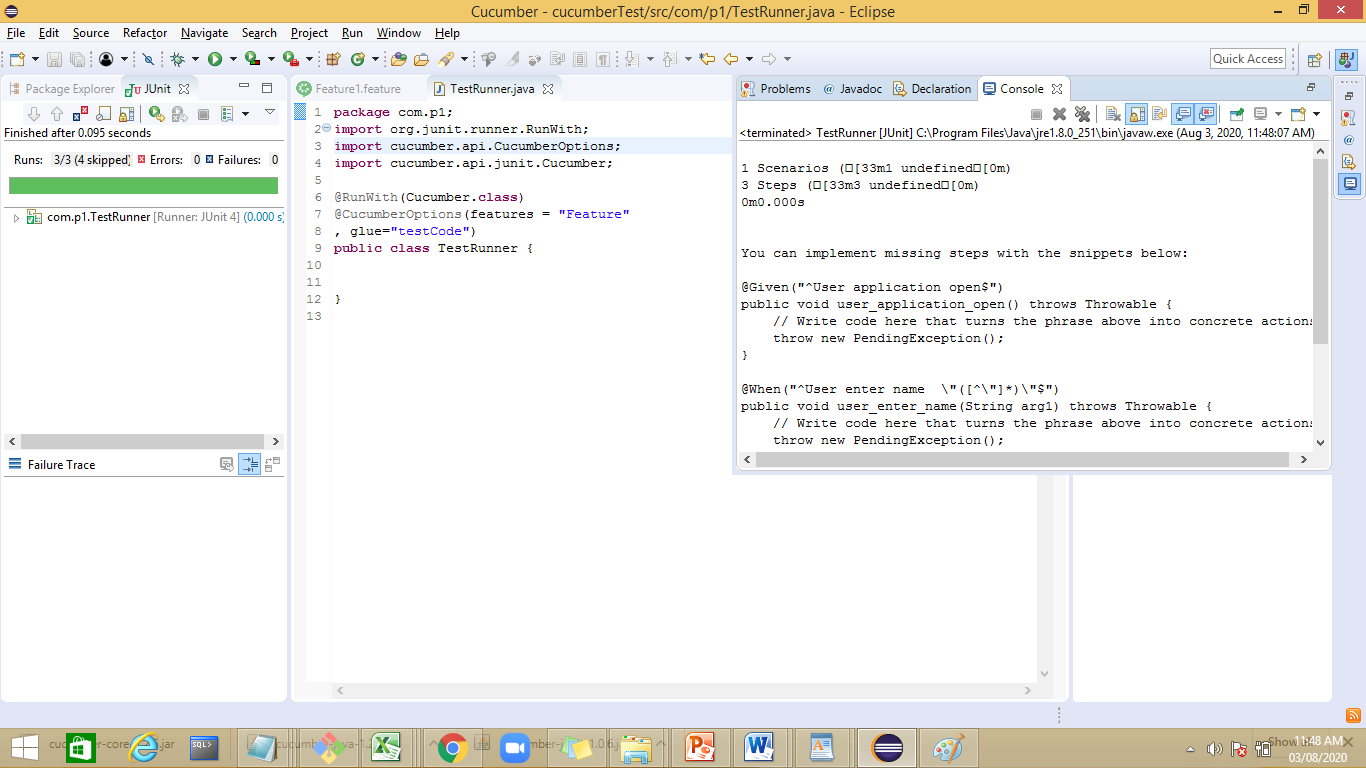 Cucumber - cucumberTest/src/com/p1/TestRunner.java - Eclipse
File Edit Source Refactor Navigate Search Project Run Window Help
Quick Access
Package Explorer JUnit
Finished after 0.095 seconds
Runs: 3/3 (4 skipped) Errors: 0 Failures: 0
com.p1.TestRunner [Runner: JUnit 4] (0.000 s)
Failure Trace
Feature1.feature TestRunner.java
1 package com.p1;
2 import org.junit.runner.RunWith;
3 import cucumber.api.CucumberOptions;
4 import cucumber.api.junit.Cucumber;
5
6 @RunWith(Cucumber.class)
7 @CucumberOptions(features = "Feature"
8 , glue="testCode")
9 public class TestRunner {
10
11
12 }
13
Problems @ Javadoc Declaration Console
<terminated> TestRunner [JUnit] C:\Program Files\Java\jre1.8.0_251\bin\javaw.exe (Aug 3, 2020, 11:48:07 AM)
1 Scenarios (□[33m1 undefined□[0m)
3 Steps (□[33m3 undefined□[0m)
0m0.000s
You can implement missing steps with the snippets below:
@Given("^User application open$")
public void user_application_open() throws Throwable {
// Write code here that turns the phrase above into concrete actions
throw new PendingException();
}
@When("^User enter name  \"([^\"]*)\"$")
public void user_enter_name(String arg1) throws Throwable {
// Write code here that turns the phrase above into concrete actions
throw new PendingException();
SQL>
11:48 AM
03/08/2020